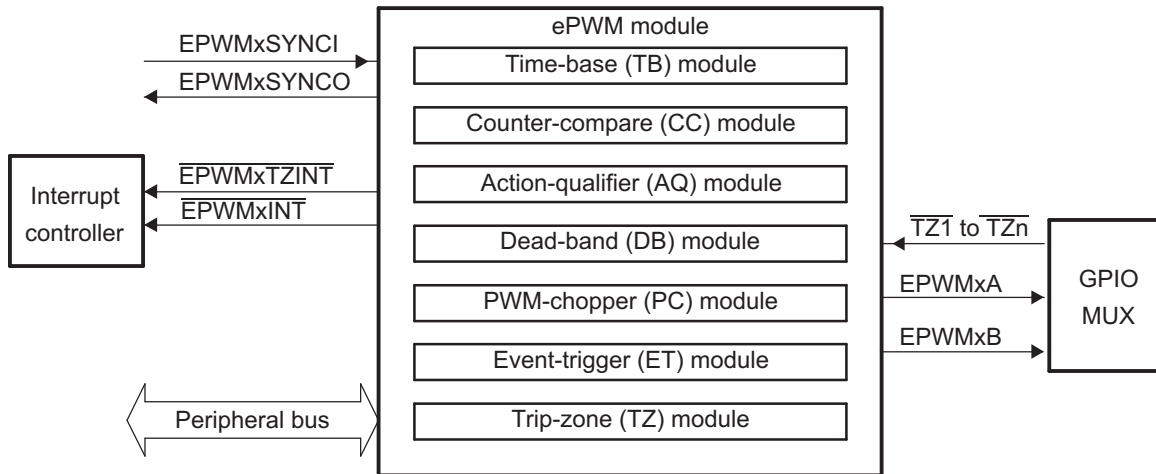 ePWM module
EPWMxSYNCI
EPWMxSYNCO
Time-base (TB) module
Counter-compare (CC) module
Action-qualifier (AQ) module
Dead-band (DB) module
PWM-chopper (PC) module
Event-trigger (ET) module
Trip-zone (TZ) module
Interrupt
controller
EPWMxTZINT
EPWMxINT
Peripheral bus
TZ1 to TZn
EPWMxA
EPWMxB
GPIO
MUX